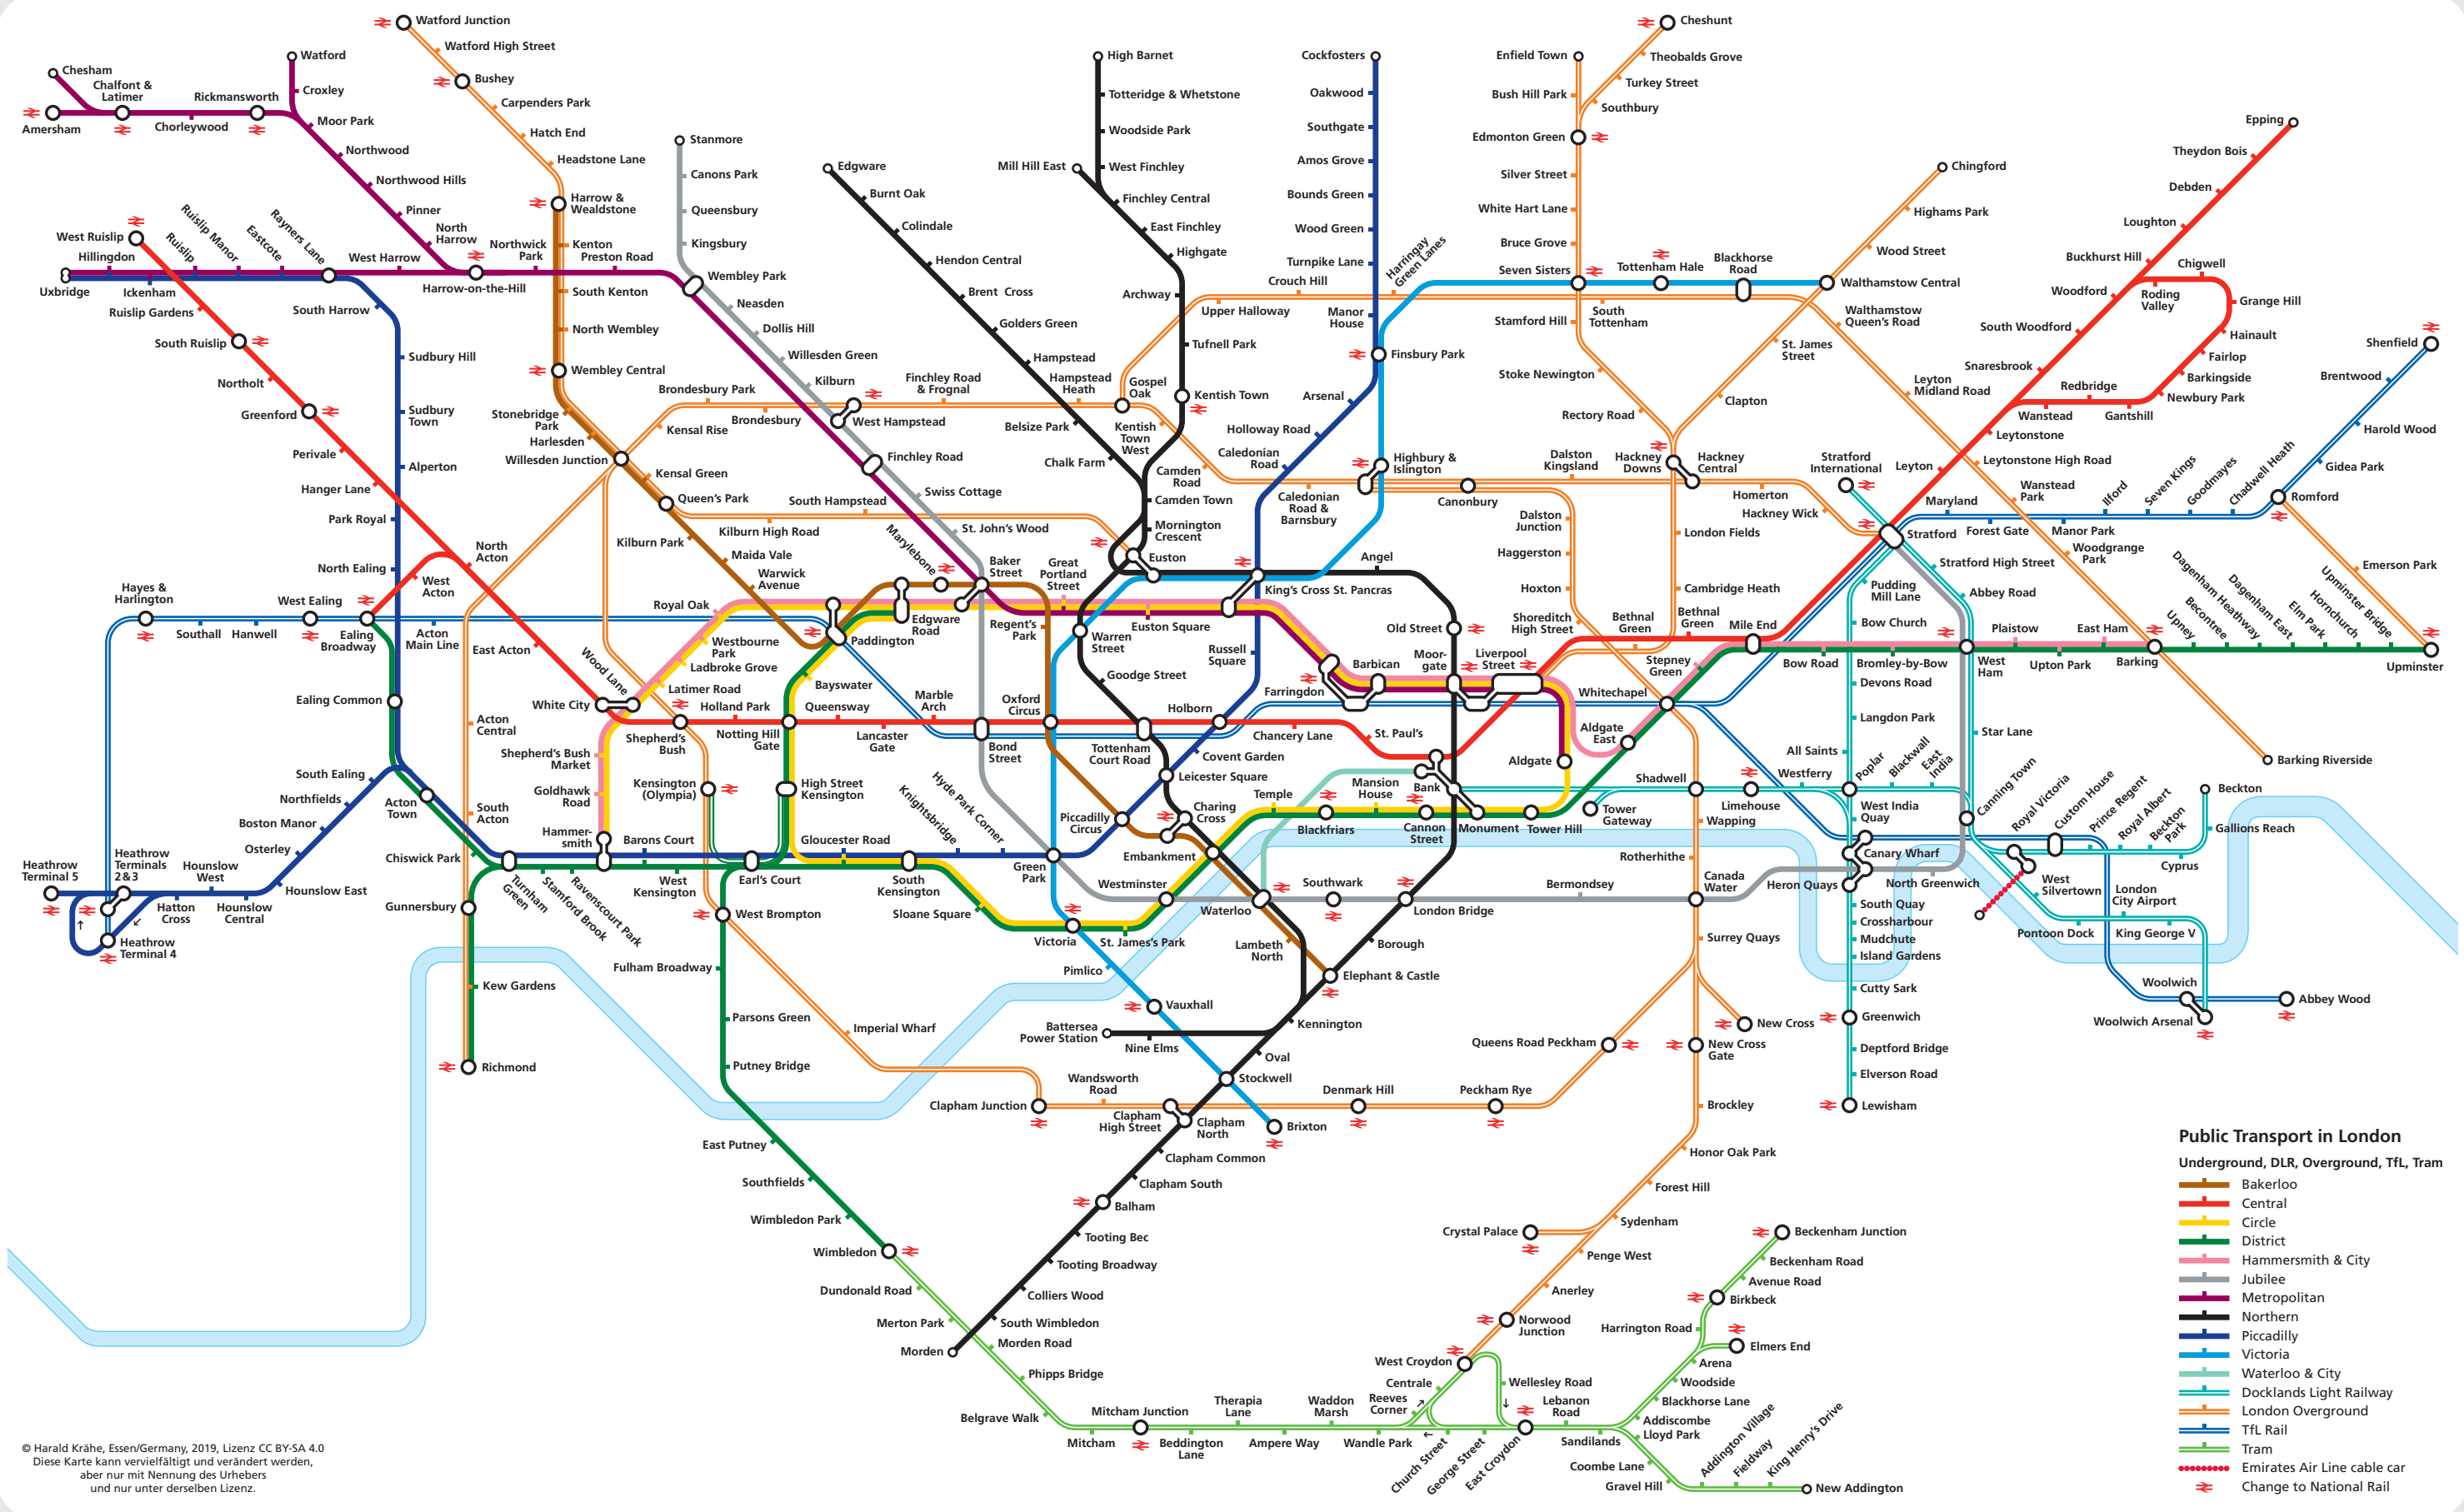 Watford Junction
Watford High Street
Bushey
Carpenders Park
Hatch End
Headstone Lane
Harrow &
Wealdstone
Kenton
South Kenton
North Wembley
Wembley Central
Stonebridge
Park
Harlesden
Willesden Junction
Kensal Green
Queen's Park
Kilburn Park
Maida Vale
Warwick
Avenue
Chesham
Chalfont &
Latimer
Amersham
Chorleywood
Rickmansworth
Watford
Croxley
Moor Park
Northwood
Northwood Hills
Pinner
North
Harrow
Harrow-on-the-Hill
Northwick
Park
Preston Road
West Harrow
Rayners Lane
Eastcote
Ruislip Manor
Ruislip
Hillingdon
Uxbridge
Ickenham
West Ruislip
Ruislip Gardens
South Ruislip
Northolt
Greenford
Perivale
Hanger Lane
Park Royal
North Ealing
South Harrow
Sudbury Hill
Sudbury
Town
Alperton
North
Acton
West
Acton
East Acton
Hayes &
Harlington
Southall
Hanwell
West Ealing
Ealing
Broadway
Acton
Main Line
Ealing Common
South Ealing
Northfields
Boston Manor
Osterley
Hounslow East
Hounslow
West
Hounslow
Central
Hatton
Cross
Heathrow
Terminals
2&3
Heathrow
Terminal 5
Heathrow
Terminal 4
Acton
Town
Chiswick Park
Acton
Central
South
Acton
Gunnersbury
Kew Gardens
Richmond
Turnham
Green
Stamford Brook
Ravenscourt Park
Hammer-
smith
Barons Court
West
Kensington
Earl's Court
Gloucester Road
South
Kensington
Sloane Square
Knightsbridge
Hyde Park Corner
Green
Park
Victoria
St. James's Park
Westminster
Embankment
Stanmore
Canons Park
Queensbury
Kingsbury
Wembley Park
Neasden
Dollis Hill
Willesden Green
Kilburn
West Hampstead
Finchley Road
Swiss Cottage
St. John's Wood
Baker
Street
Marylebone
Brondesbury Park
Brondesbury
Kensal Rise
Finchley Road
& Frognal
Hampstead
Heath
Gospel
Oak
Kentish
Town
West
Camden
Road
South Hampstead
Kilburn High Road
Edgware
Burnt Oak
Colindale
Hendon Central
Brent Cross
Golders Green
Hampstead
Belsize Park
Chalk Farm
Camden Town
Mornington
Crescent
Euston
High Barnet
Totteridge & Whetstone
Woodside Park
West Finchley
Mill Hill East
Finchley Central
East Finchley
Highgate
Archway
Tufnell Park
Kentish Town
Upper Halloway
Crouch Hill
Harringay
Green Lanes
Cockfosters
Oakwood
Southgate
Amos Grove
Bounds Green
Wood Green
Turnpike Lane
Manor
House
Finsbury Park
Arsenal
Holloway Road
Caledonian
Road
Highbury &
Islington
Caledonian
Road &
Barnsbury
Canonbury
King's Cross St. Pancras
Angel
Old Street
Moor-
gate
Liverpool
Street
Barbican
Farringdon
Euston Square
Great
Portland
Street
Regent's
Park
Warren
Street
Goodge Street
Russell
Square
Royal Oak
Westbourne
Park
Ladbroke Grove
Latimer Road
Wood Lane
White City
Shepherd's Bush
Market
Goldhawk
Road
Shepherd's
Bush
Holland Park
Notting Hill
Gate
Queensway
Lancaster
Gate
Marble
Arch
Bond
Street
Oxford
Circus
Tottenham
Court Road
Holborn
Chancery Lane
St. Paul's
Bank
Paddington
Edgware
Road
Bayswater
High Street
Kensington
Kensington
(Olympia)
Piccadilly
Circus
Leicester Square
Covent Garden
Charing
Cross
Temple
Blackfriars
Mansion
House
Cannon
Street
Monument
Tower Hill
Tower
Gateway
Aldgate
Aldgate
East
Whitechapel
Stepney
Green
Mile End
Bethnal
Green
Bethnal
Green
Shoreditch
High Street
Hoxton
Haggerston
Dalston
Junction
Dalston
Kingsland
Hackney
Downs
Hackney
Central
Homerton
Hackney Wick
London Fields
Cambridge Heath
Enfield Town
Bush Hill Park
Edmonton Green
Silver Street
White Hart Lane
Bruce Grove
Seven Sisters
Stamford Hill
Stoke Newington
Rectory Road
Cheshunt
Theobalds Grove
Turkey Street
Southbury
Tottenham Hale
Blackhorse
Road
South
Tottenham
Walthamstow Central
Walthamstow
Queen's Road
St. James
Street
Clapton
Wood Street
Highams Park
Chingford
Leyton
Midland Road
Leytonstone High Road
Wanstead
Park
Woodgrange
Park
Epping
Theydon Bois
Debden
Loughton
Buckhurst Hill
Woodford
South Woodford
Snaresbrook
Leytonstone
Leyton
Roding
Valley
Chigwell
Grange Hill
Hainault
Fairlop
Barkingside
Newbury Park
Gantshill
Redbridge
Wanstead
Stratford
International
Stratford
Maryland
Forest Gate
Manor Park
Ilford
Seven Kings
Goodmayes
Chadwell Heath
Romford
Gidea Park
Harold Wood
Brentwood
Shenfield
Emerson Park
Upminster
Upminster Bridge
Hornchurch
Elm Park
Dagenham East
Dagenham Heathway
Becontree
Upney
Barking
East Ham
Upton Park
Plaistow
West
Ham
Bromley-by-Bow
Bow Road
Barking Riverside
Stratford High Street
Abbey Road
Star Lane
Canning Town
Pudding
Mill Lane
Bow Church
Devons Road
Langdon Park
All Saints
Poplar
Blackwall
East
India
Westferry
Limehouse
Shadwell
West India
Quay
Canary Wharf
Heron Quays
South Quay
Crossharbour
Mudchute
Island Gardens
Cutty Sark
Greenwich
Deptford Bridge
Elverson Road
Lewisham
North Greenwich
Royal Victoria
Custom House
Prince Regent
Royal Albert
Beckton
Park
Cyprus
Gallions Reach
Beckton
West
Silvertown
Pontoon Dock
London
City Airport
King George V
Woolwich
Woolwich Arsenal
Abbey Wood
Wapping
Rotherhithe
Canada
Water
Surrey Quays
Bermondsey
London Bridge
Southwark
Waterloo
Lambeth
North
Elephant & Castle
Borough
Kennington
Oval
Stockwell
Brixton
Vauxhall
Pimlico
Battersea
Power Station
Nine Elms
Clapham
North
Clapham
High Street
Clapham Common
Clapham South
Balham
Tooting Bec
Tooting Broadway
Colliers Wood
South Wimbledon
Morden
Wandsworth
Road
Clapham Junction
Imperial Wharf
West Brompton
Fulham Broadway
Parsons Green
Putney Bridge
East Putney
Southfields
Wimbledon Park
Wimbledon
Denmark Hill
Peckham Rye
Queens Road Peckham
New Cross
New Cross
Gate
Brockley
Honor Oak Park
Forest Hill
Sydenham
Crystal Palace
Penge West
Anerley
Norwood
Junction
West Croydon
Dundonald Road
Merton Park
Morden Road
Phipps Bridge
Belgrave Walk
Mitcham
Mitcham Junction
Beddington
Lane
Therapia
Lane
Ampere Way
Waddon
Marsh
Wandle Park
Reeves
Corner
Centrale
Wellesley Road
Church Street
George Street
East Croydon
Lebanon
Road
Sandilands
Addiscombe
Lloyd Park
Blackhorse Lane
Woodside
Arena
Elmers End
Harrington Road
Birkbeck
Avenue Road
Beckenham Road
Beckenham Junction
Coombe Lane
Gravel Hill
Addington Village
Fieldway
King Henry's Drive
New Addington
Public Transport in London
Underground, DLR, Overground, TfL, Tram
Bakerloo
Central
Circle
District
Hammersmith & City
Jubilee
Metropolitan
Northern
Piccadilly
Victoria
Waterloo & City
Docklands Light Railway
London Overground
TfL Rail
Tram
Emirates Air Line cable car
Change to National Rail
© Harald Krähe, Essen/Germany, 2019, Lizenz CC BY-SA 4.0
Diese Karte kann vervielfältigt und verändert werden,
aber nur mit Nennung des Urhebers
und nur unter derselben Lizenz.